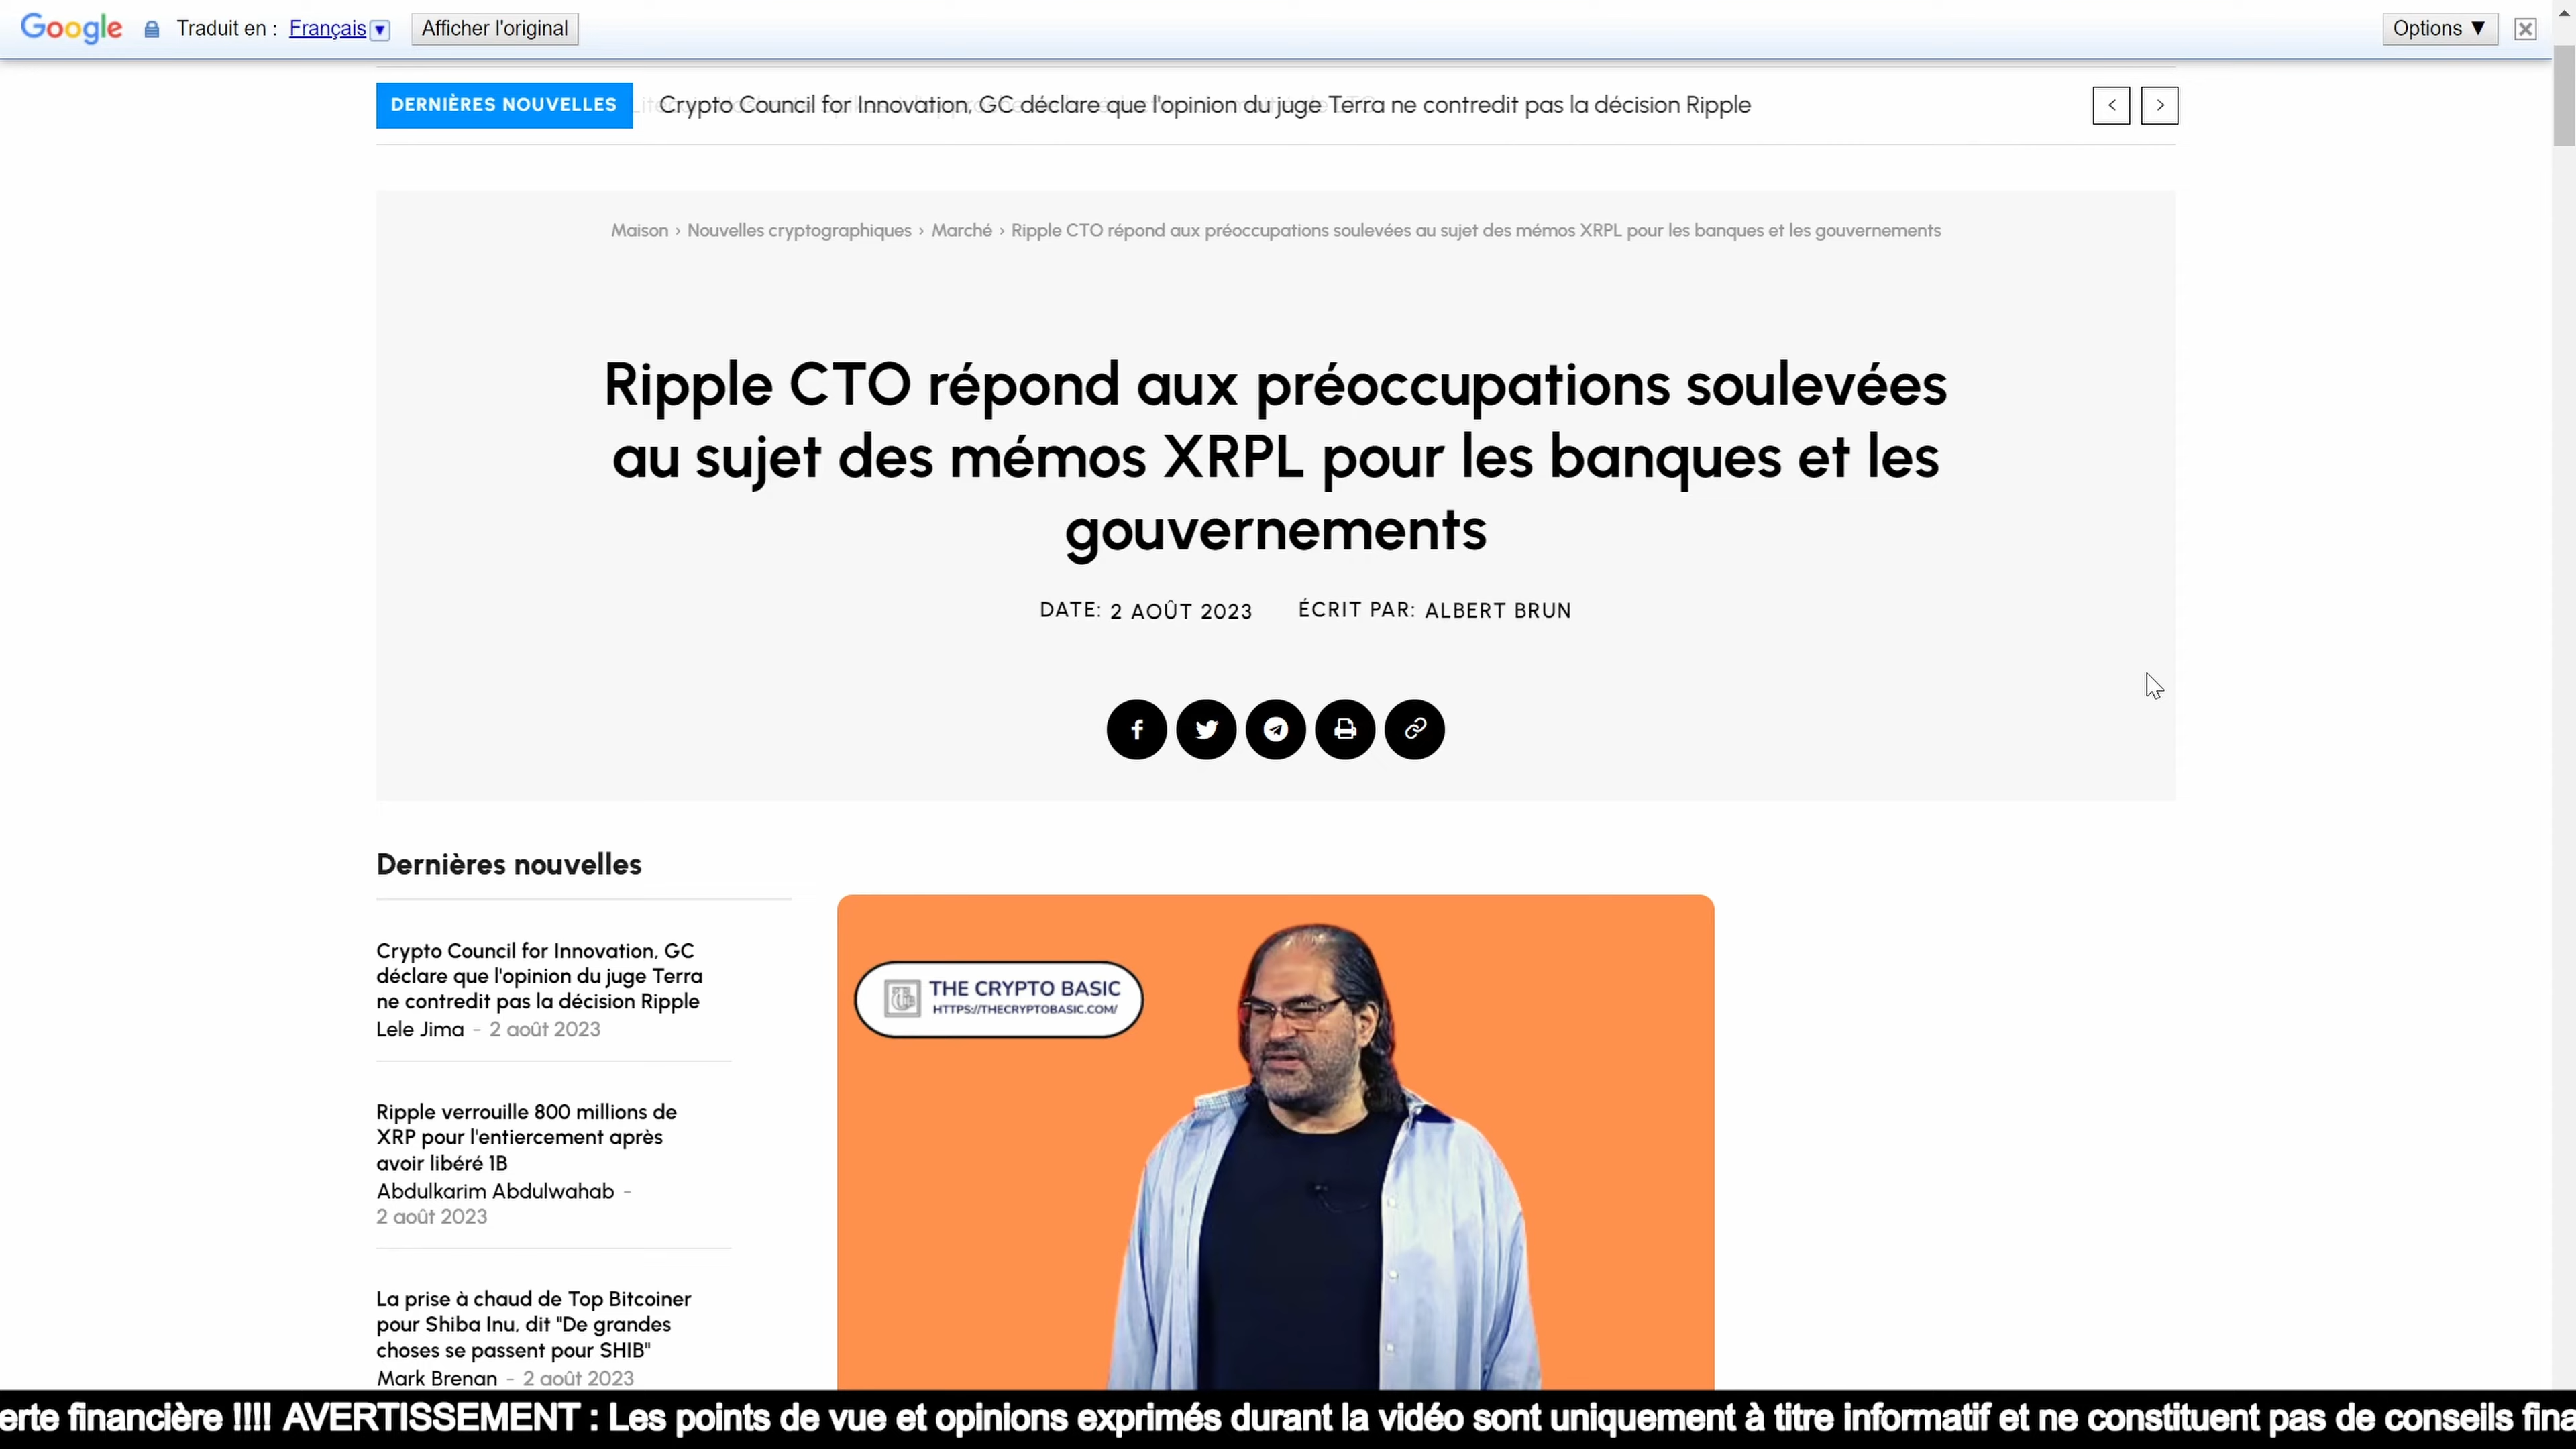 Google Traduit en : Français ▼ Afficher l'original Options ▼
DERNIÈRES NOUVELLES Crypto Council for Innovation, GC déclare que l'opinion du juge Terra ne contredit pas la décision Ripple
Maison › Nouvelles cryptographiques › Marché › Ripple CTO répond aux préoccupations soulevées au sujet des mémos XRPL pour les banques et les gouvernements
Ripple CTO répond aux préoccupations soulevées
au sujet des mémos XRPL pour les banques et les
gouvernements
DATE: 2 AOÛT 2023 ÉCRIT PAR: ALBERT BRUN
Dernières nouvelles
Crypto Council for Innovation, GC
déclare que l'opinion du juge Terra
ne contredit pas la décision Ripple
Lele Jima - 2 août 2023
Ripple verrouille 800 millions de
XRP pour l'entiercement après
avoir libéré 1B
Abdulkarim Abdulwahab -
2 août 2023
La prise à chaud de Top Bitcoiner
pour Shiba Inu, dit "De grandes
choses se passent pour SHIB"
Mark Brenan - 2 août 2023
THE CRYPTO BASIC
HTTPS://THECRYPTOBASIC.COM/
erte financière !!!! AVERTISSEMENT : Les points de vue et opinions exprimés durant la vidéo sont uniquement à titre informatif et ne constituent pas de conseils fina